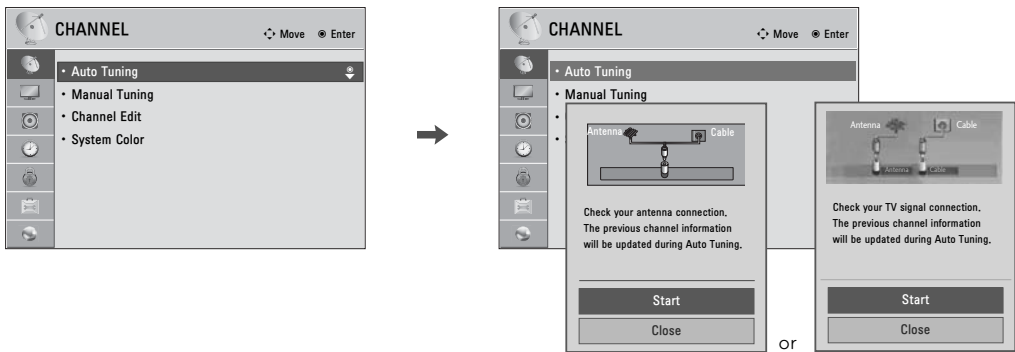 CHANNEL
Move Enter
• Auto Tuning
• Manual Tuning
• Channel Edit
• System Color
CHANNEL
Move Enter
• Auto Tuning
• Manual Tuning
Antenna Cable
Check your antenna connection.
The previous channel information
will be updated during Auto Tuning.
Start
Close
or
Antenna Cable
Antenna Cable
Check your TV signal connection.
The previous channel information
will be updated during Auto Tuning.
Start
Close